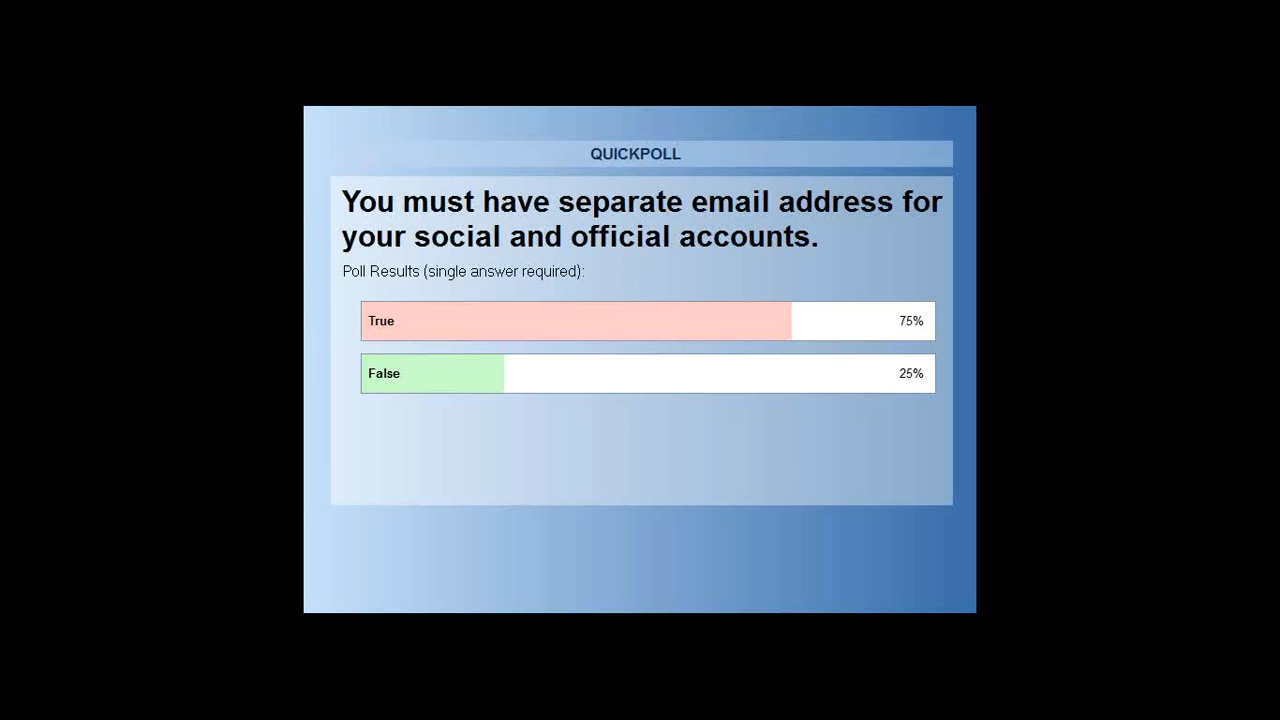 QUICKPOLL
You must have separate email address for
your social and official accounts.
Poll Results (single answer required):
True 75%
False 25%